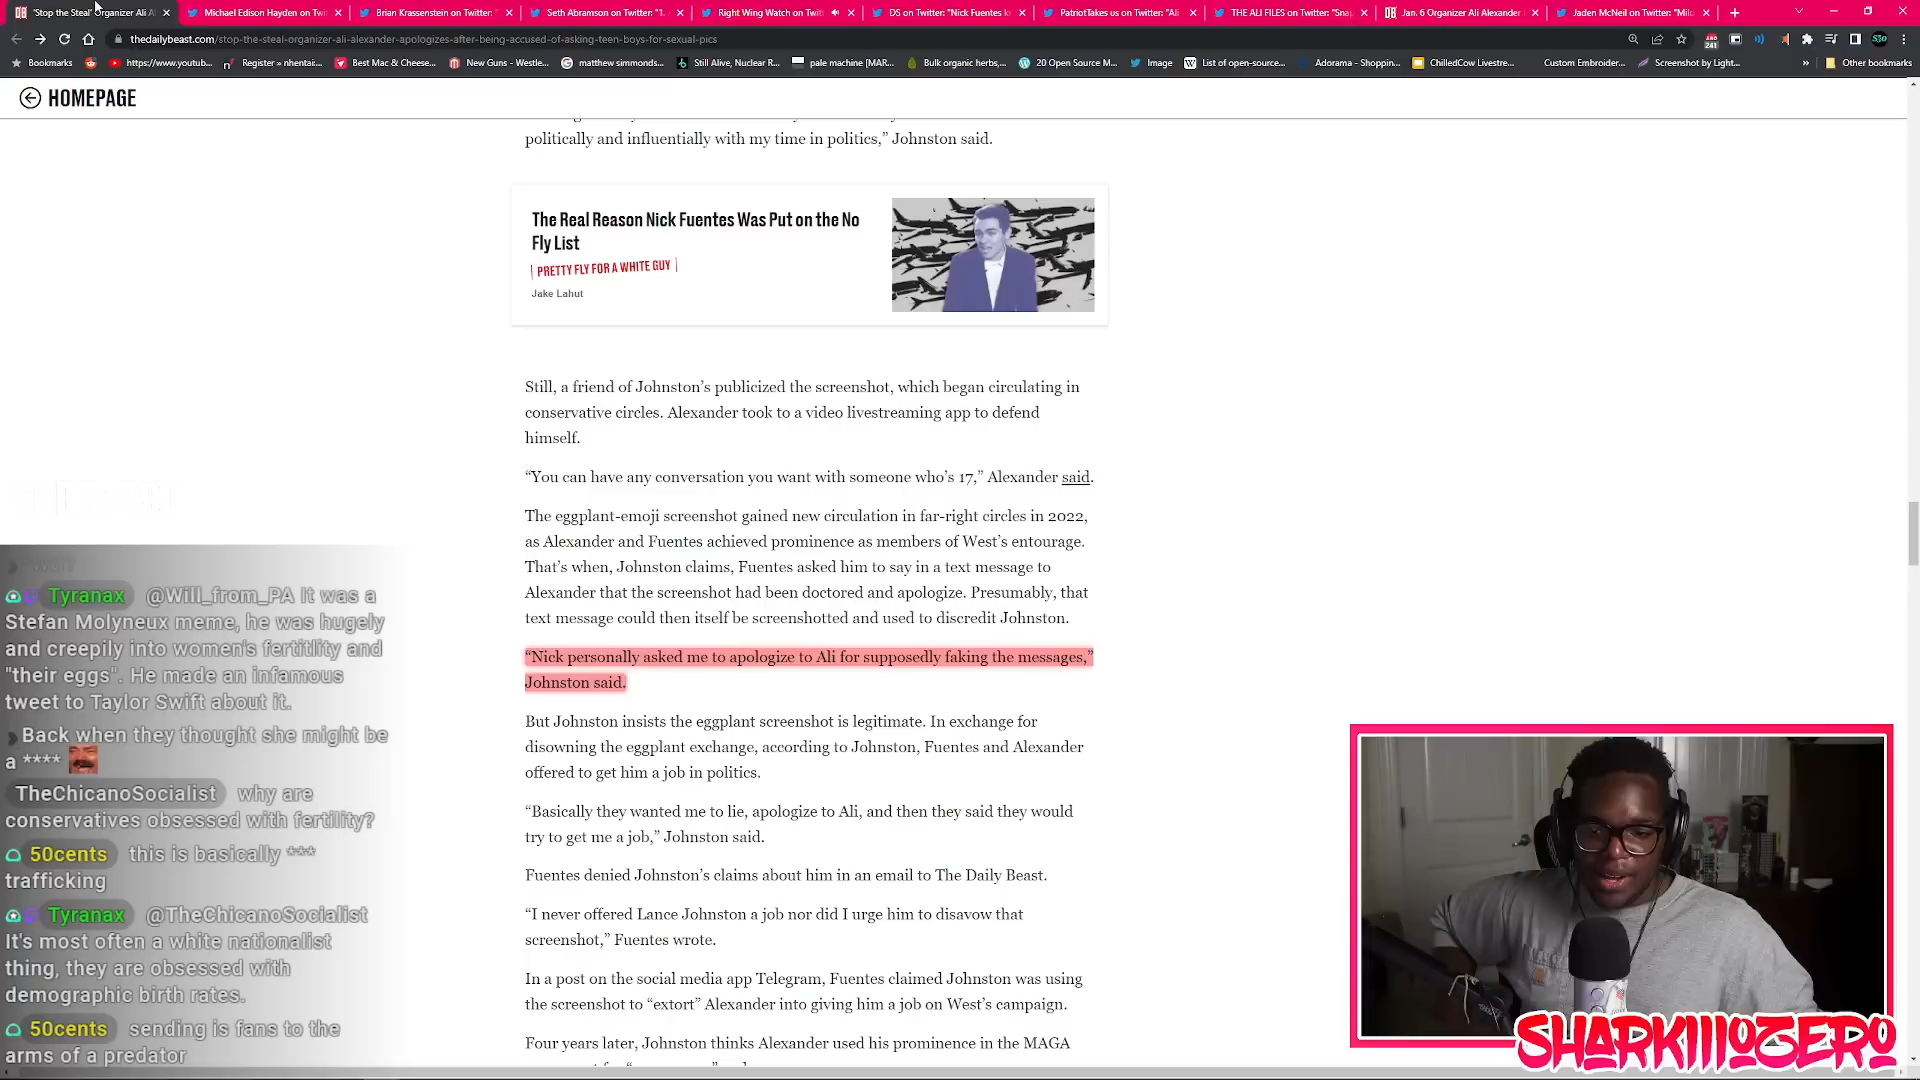 "Stop the Steal" Organizer Ali Al
Michael Edison Hayden on Twit
Brian Krassenstein on Twitter: "
Seth Abramson on Twitter: "1. A
Right Wing Watch on Twitt
DS on Twitter: "Nick Fuentes lo
PatriotTakes us on Twitter: "Ali
THE ALI FILES on Twitter: "Snap
Jan. 6 Organizer Ali Alexander
Jaden McNeil on Twitter: "Milo
thedailybeast.com/stop-the-steal-organizer-ali-alexander-apologizes-after-being-accused-of-asking-teen-boys-for-sexual-pics
241
Bookmarks
https://www.youtub...
Register » nhentai...
Best Mac & Cheese...
New Guns - Westle...
matthew simmonds...
Still Alive, Nuclear R...
pale machine [MAR...
Bulk organic herbs,...
20 Open Source M...
Image
List of open-source...
Adorama - Shoppin...
ChilledCow Livestre...
Custom Embroider...
Screenshot by Light...
»
Other bookmarks
HOMEPAGE
politically and influentially with my time in politics," Johnston said.
The Real Reason Nick Fuentes Was Put on the No
Fly List
PRETTY FLY FOR A WHITE GUY
Jake Lahut
Still, a friend of Johnston's publicized the screenshot, which began circulating in
conservative circles. Alexander took to a video livestreaming app to defend
himself.
"You can have any conversation you want with someone who's 17," Alexander said.
The eggplant-emoji screenshot gained new circulation in far-right circles in 2022,
as Alexander and Fuentes achieved prominence as members of West's entourage.
That's when, Johnston claims, Fuentes asked him to say in a text message to
Alexander that the screenshot had been doctored and apologize. Presumably, that
text message could then itself be screenshotted and used to discredit Johnston.
"Nick personally asked me to apologize to Ali for supposedly faking the messages,"
Johnston said.
But Johnston insists the eggplant screenshot is legitimate. In exchange for
disowning the eggplant exchange, according to Johnston, Fuentes and Alexander
offered to get him a job in politics.
"Basically they wanted me to lie, apologize to Ali, and then they said they would
try to get me a job," Johnston said.
Fuentes denied Johnston's claims about him in an email to The Daily Beast.
"I never offered Lance Johnston a job nor did I urge him to disavow that
screenshot," Fuentes wrote.
In a post on the social media app Telegram, Fuentes claimed Johnston was using
the screenshot to "extort" Alexander into giving him a job on West's campaign.
Four years later, Johnston thinks Alexander used his prominence in the MAGA
Tyranax @Will_from_PA It was a
Stefan Molyneux meme, he was hugely
and creepily into women's fertitlity and
"their eggs". He made an infamous
tweet to Taylor Swift about it.
Back when they thought she might be
a ****
TheChicanoSocialist why are
conservatives obsessed with fertility?
50cents this is basically ***
trafficking
Tyranax @TheChicanoSocialist
It's most often a white nationalist
thing, they are obsessed with
demographic birth rates.
50cents sending is fans to the
arms of a predator
SHARKIIIOZERO